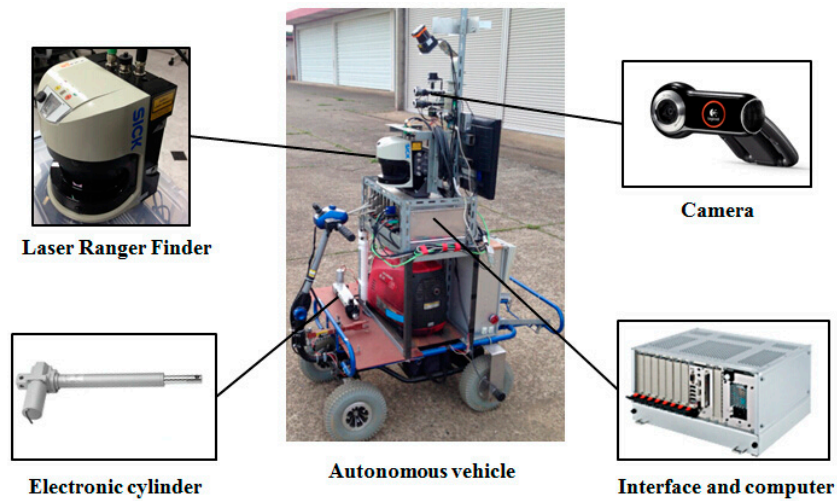 SICK
Laser Ranger Finder
Camera
Electronic cylinder
Autonomous vehicle
Interface and computer